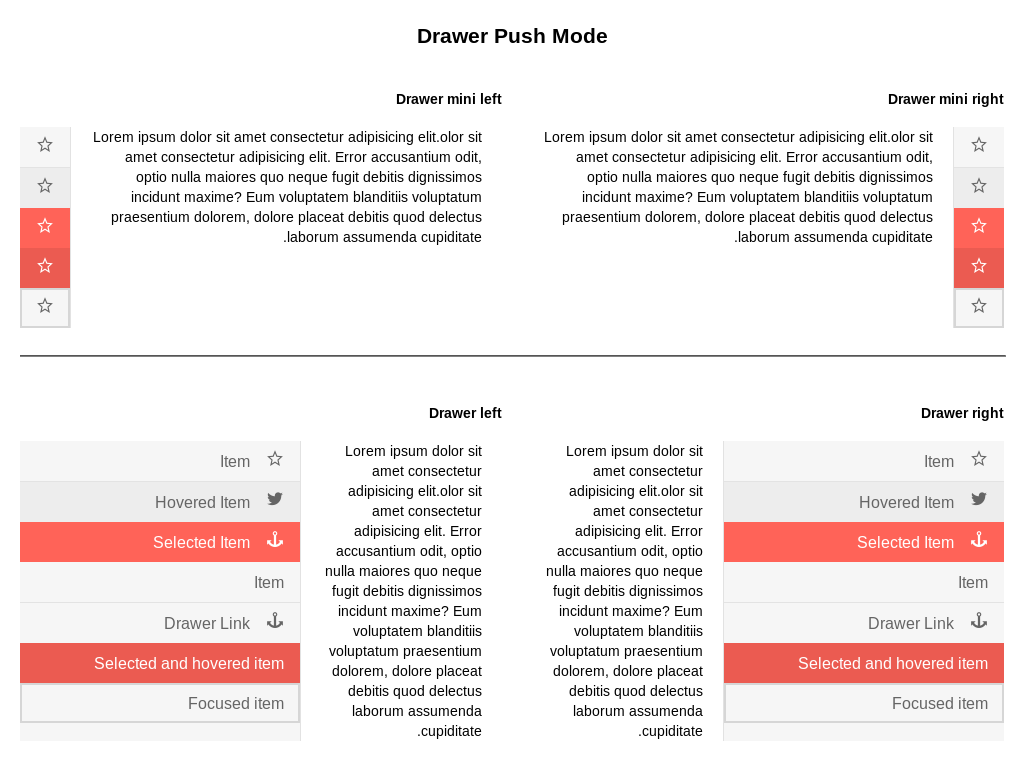 Drawer Push Mode
Drawer mini left
Lorem ipsum dolor sit amet consectetur adipisicing elit.olor sit
amet consectetur adipisicing elit. Error accusantium odit,
optio nulla maiores quo neque fugit debitis dignissimos
incidunt maxime? Eum voluptatem blanditiis voluptatum
praesentium dolorem, dolore placeat debitis quod delectus
.laborum assumenda cupiditate
Drawer mini right
Lorem ipsum dolor sit amet consectetur adipisicing elit.olor sit
amet consectetur adipisicing elit. Error accusantium odit,
optio nulla maiores quo neque fugit debitis dignissimos
incidunt maxime? Eum voluptatem blanditiis voluptatum
praesentium dolorem, dolore placeat debitis quod delectus
.laborum assumenda cupiditate
Drawer left
Item
Hovered Item
Selected Item
Item
Drawer Link
Selected and hovered item
Focused item
Lorem ipsum dolor sit
amet consectetur
adipisicing elit.olor sit
amet consectetur
adipisicing elit. Error
accusantium odit, optio
nulla maiores quo neque
fugit debitis dignissimos
incidunt maxime? Eum
voluptatem blanditiis
voluptatum praesentium
dolorem, dolore placeat
debitis quod delectus
laborum assumenda
.cupiditate
Drawer right
Lorem ipsum dolor sit
amet consectetur
adipisicing elit.olor sit
amet consectetur
adipisicing elit. Error
accusantium odit, optio
nulla maiores quo neque
fugit debitis dignissimos
incidunt maxime? Eum
voluptatem blanditiis
voluptatum praesentium
dolorem, dolore placeat
debitis quod delectus
laborum assumenda
.cupiditate
Item
Hovered Item
Selected Item
Item
Drawer Link
Selected and hovered item
Focused item